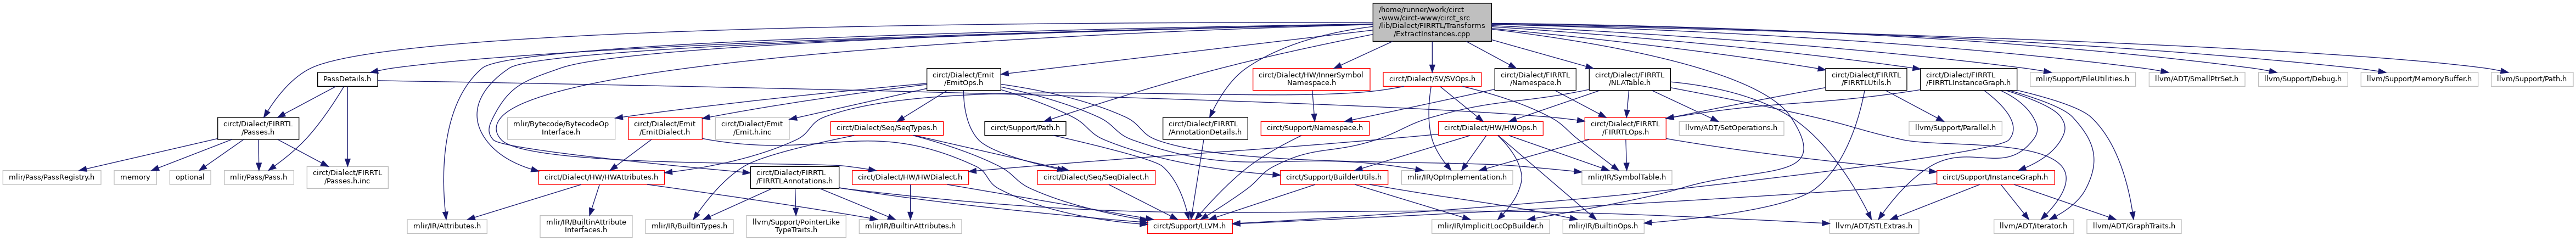 /home/runner/work/circt
-www/circt-www/circt_src
/lib/Dialect/FIRRTL/Transforms
/ExtractInstances.cpp
PassDetails.h
circt/Dialect/Emit
/EmitOps.h
circt/Dialect/HW/InnerSymbol
Namespace.h
circt/Dialect/SV/SVOps.h
circt/Dialect/FIRRTL
/Namespace.h
circt/Dialect/FIRRTL
/NLATable.h
circt/Dialect/FIRRTL
/FIRRTLUtils.h
circt/Dialect/FIRRTL
/FIRRTLInstanceGraph.h
mlir/Support/FileUtilities.h
llvm/ADT/SmallPtrSet.h
llvm/Support/Debug.h
llvm/Support/MemoryBuffer.h
llvm/Support/Path.h
circt/Dialect/FIRRTL
/Passes.h
mlir/Bytecode/BytecodeOp
Interface.h
circt/Dialect/Emit
/EmitDialect.h
circt/Dialect/Emit
/Emit.h.inc
circt/Dialect/Seq/SeqTypes.h
circt/Support/Path.h
circt/Dialect/FIRRTL
/AnnotationDetails.h
circt/Support/Namespace.h
circt/Dialect/HW/HWOps.h
circt/Dialect/FIRRTL
/FIRRTLOps.h
llvm/ADT/SetOperations.h
llvm/Support/Parallel.h
mlir/Pass/PassRegistry.h
memory
optional
mlir/Pass/Pass.h
circt/Dialect/FIRRTL
/Passes.h.inc
circt/Dialect/HW/HWAttributes.h
circt/Dialect/FIRRTL
/FIRRTLAnnotations.h
circt/Dialect/HW/HWDialect.h
circt/Dialect/Seq/SeqDialect.h
circt/Support/BuilderUtils.h
mlir/IR/OpImplementation.h
mlir/IR/SymbolTable.h
circt/Support/InstanceGraph.h
mlir/IR/Attributes.h
mlir/IR/BuiltinAttribute
Interfaces.h
mlir/IR/BuiltinTypes.h
llvm/Support/PointerLike
TypeTraits.h
mlir/IR/BuiltinAttributes.h
circt/Support/LLVM.h
mlir/IR/ImplicitLocOpBuilder.h
mlir/IR/BuiltinOps.h
llvm/ADT/STLExtras.h
llvm/ADT/iterator.h
llvm/ADT/GraphTraits.h